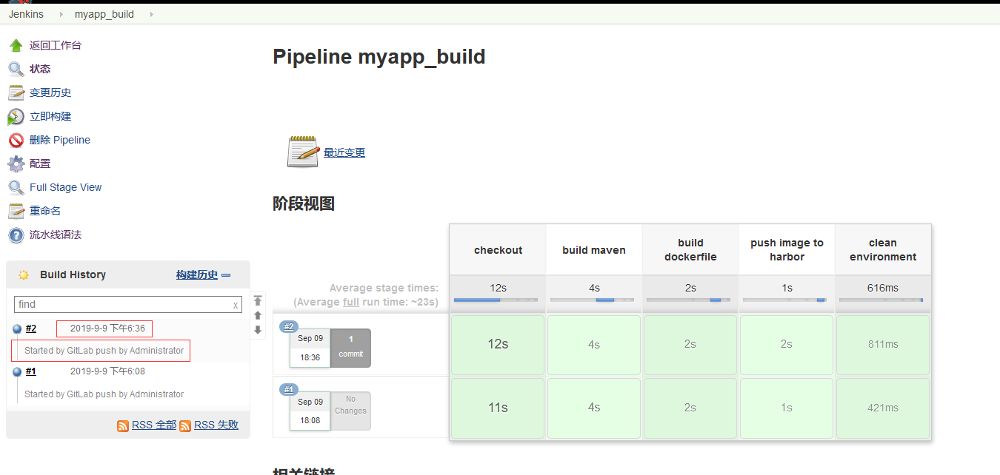 Jenkins
myapp_build
返回工作台
状态
变更历史
立即构建
删除 Pipeline
配置
Full Stage View
重命名
流水线语法
Build History
构建历史
find
x
#2
2019-9-9 下午6:36
Started by GitLab push by Administrator
#1
2019-9-9 下午6:08
Started by GitLab push by Administrator
RSS 全部
RSS 失败
Pipeline myapp_build
最近变更
阶段视图
checkout
build maven
build
dockerfile
push image to
harbor
clean
environment
Average stage times:
(Average full run time: ~23s)
12s
4s
2s
1s
616ms
#2
Sep 09
18:36
1
commit
12s
4s
2s
2s
811ms
#1
Sep 09
18:08
No
Changes
11s
4s
2s
1s
421ms
相关链接